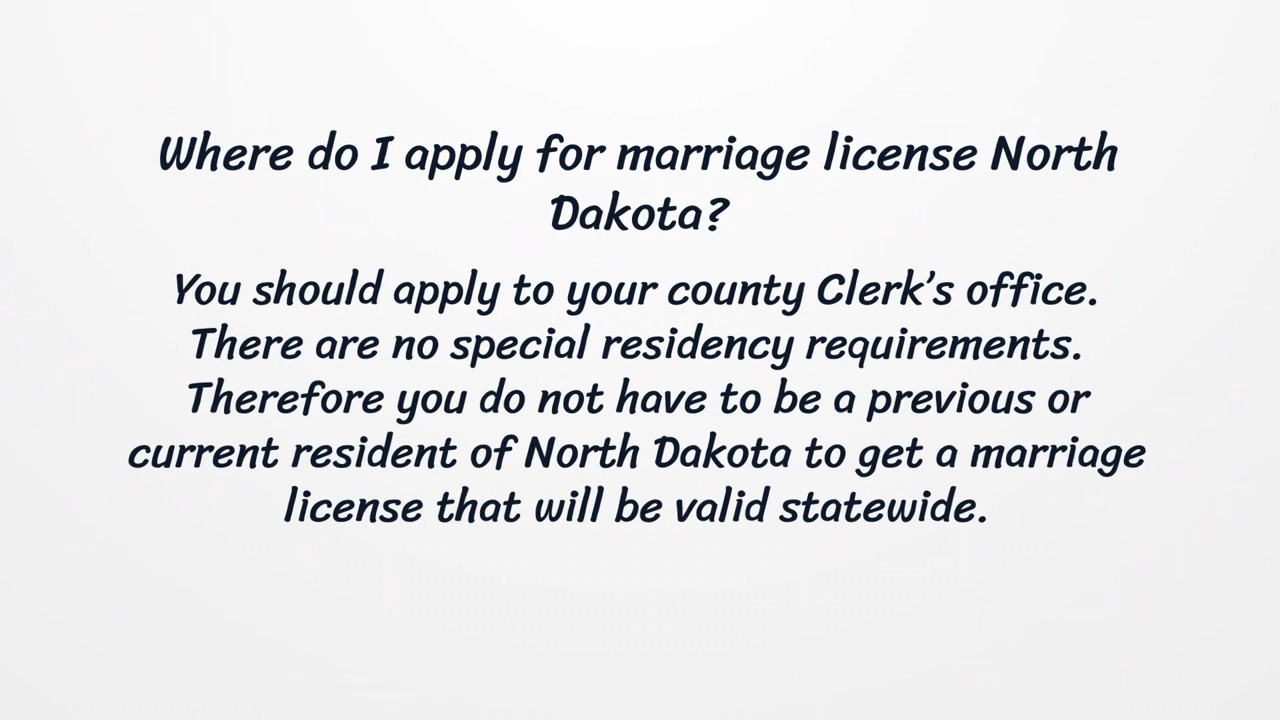 Where do I apply for marriage license North
Dakota?
You should apply to your county Clerk’s office.
There are no special residency requirements.
Therefore you do not have to be a previous or
current resident of North Dakota to get a marriage
license that will be valid statewide.